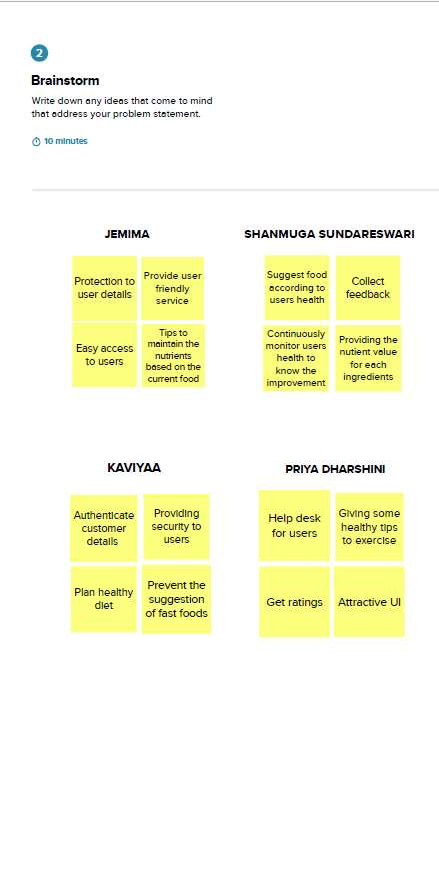 2
Brainstorm
Write down any ideas that come to mind
that address your problem statement.
10 minutes
JEMIMA
Protection to
user details
Provide user
friendly
service
Easy access
to users
Tips to
maintain the
nutrients
based on the
current food
SHANMUGA SUNDARESWARI
Suggest food
according to
users health
Collect
feedback
Continuously
monitor users
health to
know the
improvement
Providing the
nutient value
for each
ingredients
KAVIYAA
Authenticate
customer
details
Providing
security to
users
Plan healthy
diet
Prevent the
suggestion
of fast foods
PRIYA DHARSHINI
Help desk
for users
Giving some
healthy tips
to exercise
Get ratings
Attractive UI